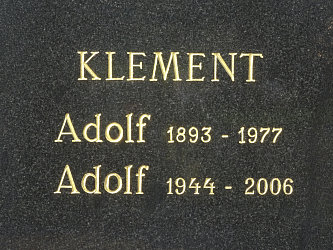 KLEMENT
Adolf 1893 - 1977
Adolf 1944 - 2006